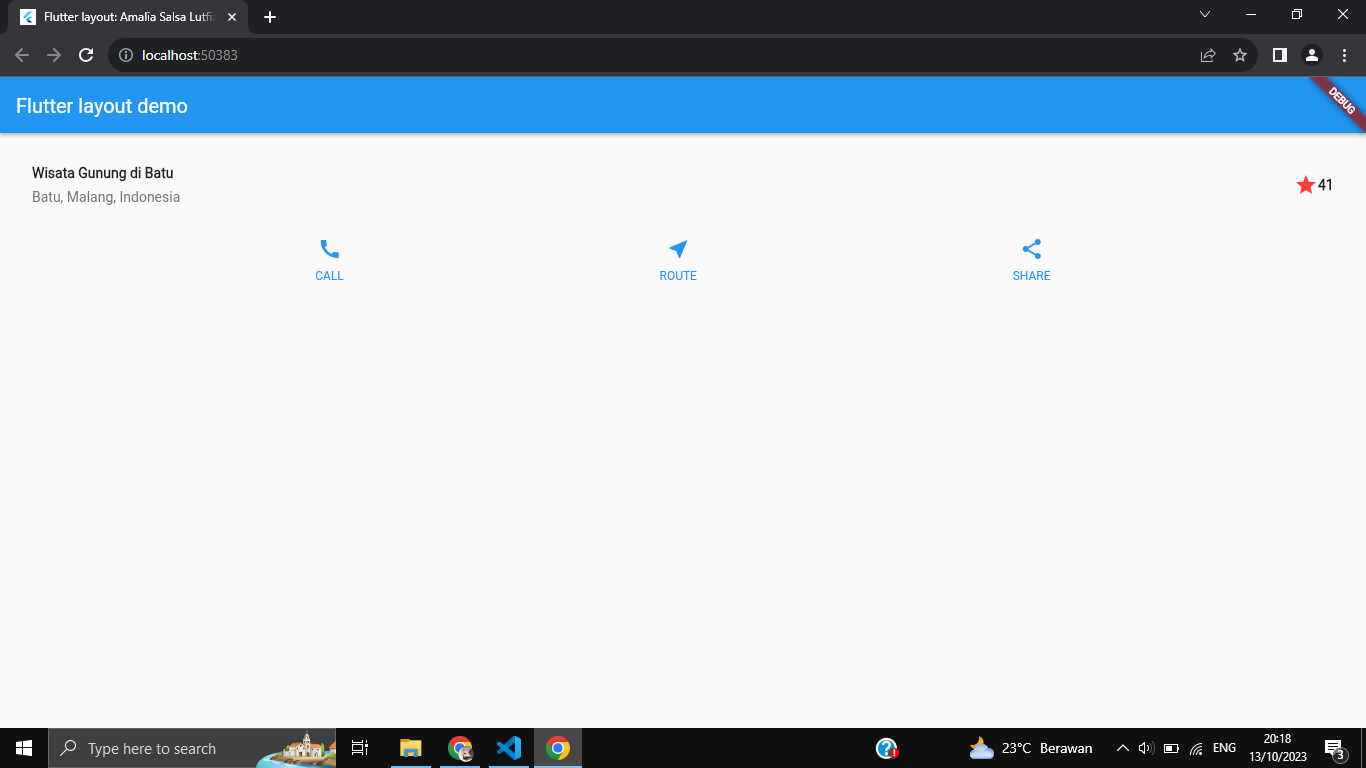 Flutter layout: Amalia Salsa Lutfi
localhost:50383
Flutter layout demo
DEBUG
Wisata Gunung di Batu
Batu, Malang, Indonesia
41
CALL
ROUTE
SHARE
Type here to search
23°C Berawan
ENG
20:18
13/10/2023
3